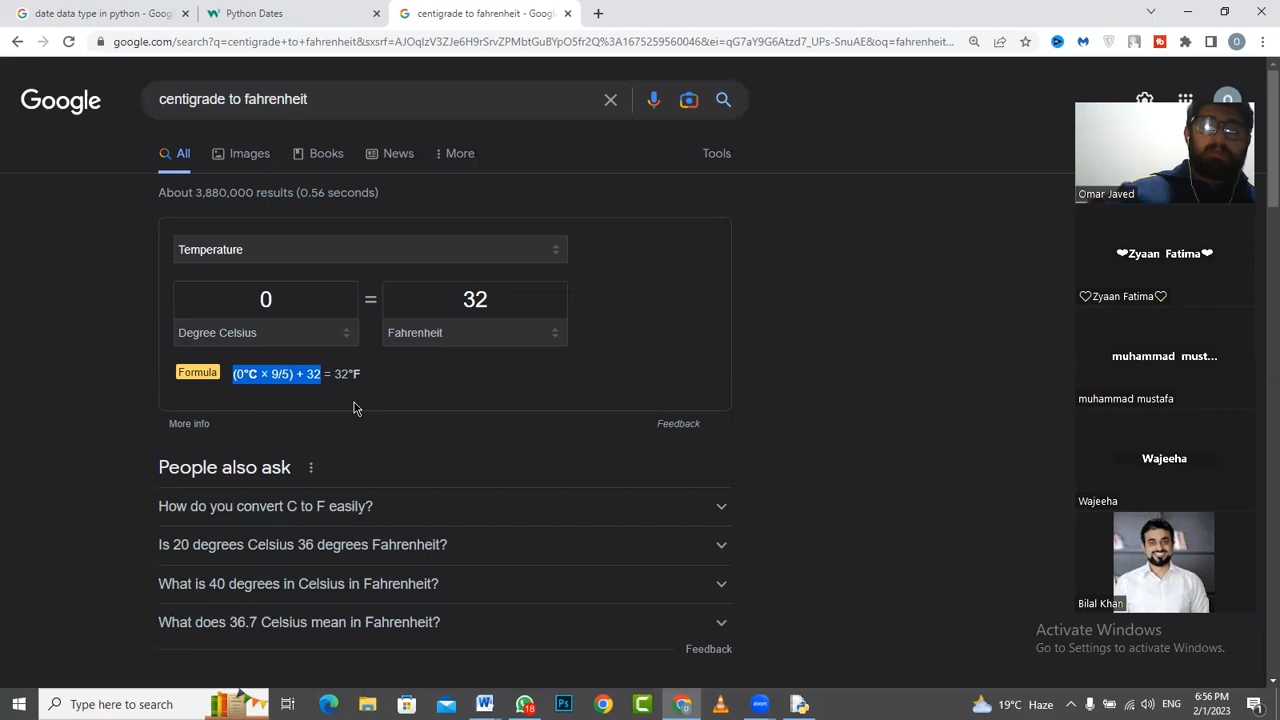 date data type in python - Google
Python Dates
centigrade to fahrenheit - Google
google.com/search?q=centigrade+to+fahrenheit&sxsrf=AJOqlzV3ZJe6H9rSrvZPMbtGuBYpO5fr2Q%3A1675259560046&ei=qG7aY9G6Atzd7_UPs-SnuAE&oq=fahrenheit...
O
Google
centigrade to fahrenheit
All
Images
Books
News
More
Tools
About 3,880,000 results (0.56 seconds)
Temperature
0 = 32
Degree Celsius
Fahrenheit
Formula (0°C × 9/5) + 32 = 32°F
More info
Feedback
People also ask
How do you convert C to F easily?
Is 20 degrees Celsius 36 degrees Fahrenheit?
What is 40 degrees in Celsius in Fahrenheit?
What does 36.7 Celsius mean in Fahrenheit?
Feedback
Omar Javed
❤Zyaan Fatima❤
♡Zyaan Fatima♡
muhammad must...
muhammad mustafa
Wajeeha
Wajeeha
Bilal Khan
Activate Windows
Go to Settings to activate Windows.
Type here to search
W
18
Ps
C
zoom
19°C Haze
ENG
6:56 PM
2/1/2023
1